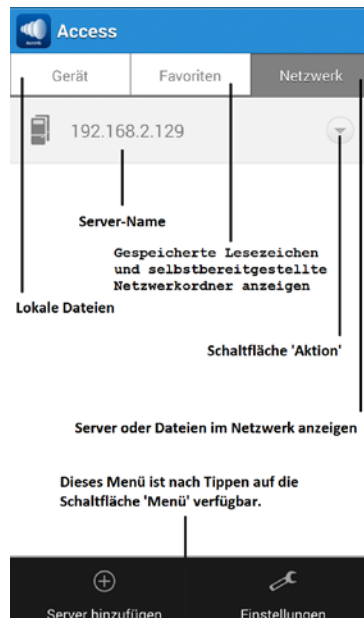 Access
Gerät Favoriten Netzwerk
192.168.2.129
Server-Name
Gespeicherte Lesezeichen
und selbstbereitgestellte
Netzwerkordner anzeigen
Lokale Dateien
Schaltfläche 'Aktion'
Server oder Dateien im Netzwerk anzeigen
Dieses Menü ist nach Tippen auf die
Schaltfläche 'Menü' verfügbar.
Server hinzufügen Einstellungen